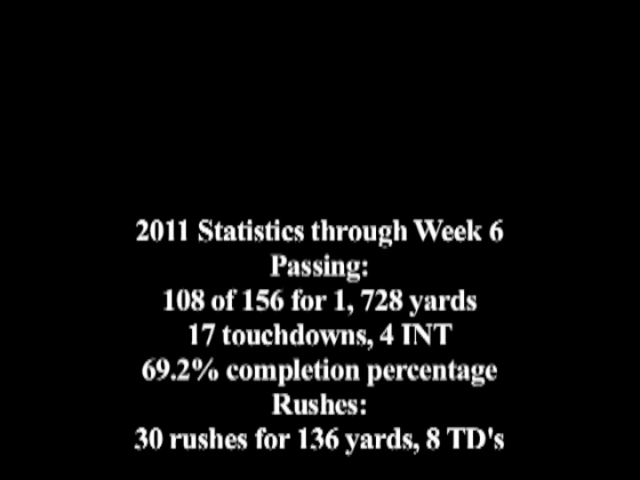 2011 Statistics through Week 6
Passing:
108 of 156 for 1, 728 yards
17 touchdowns, 4 INT
69.2% completion percentage
Rushes:
30 rushes for 136 yards, 8 TD's